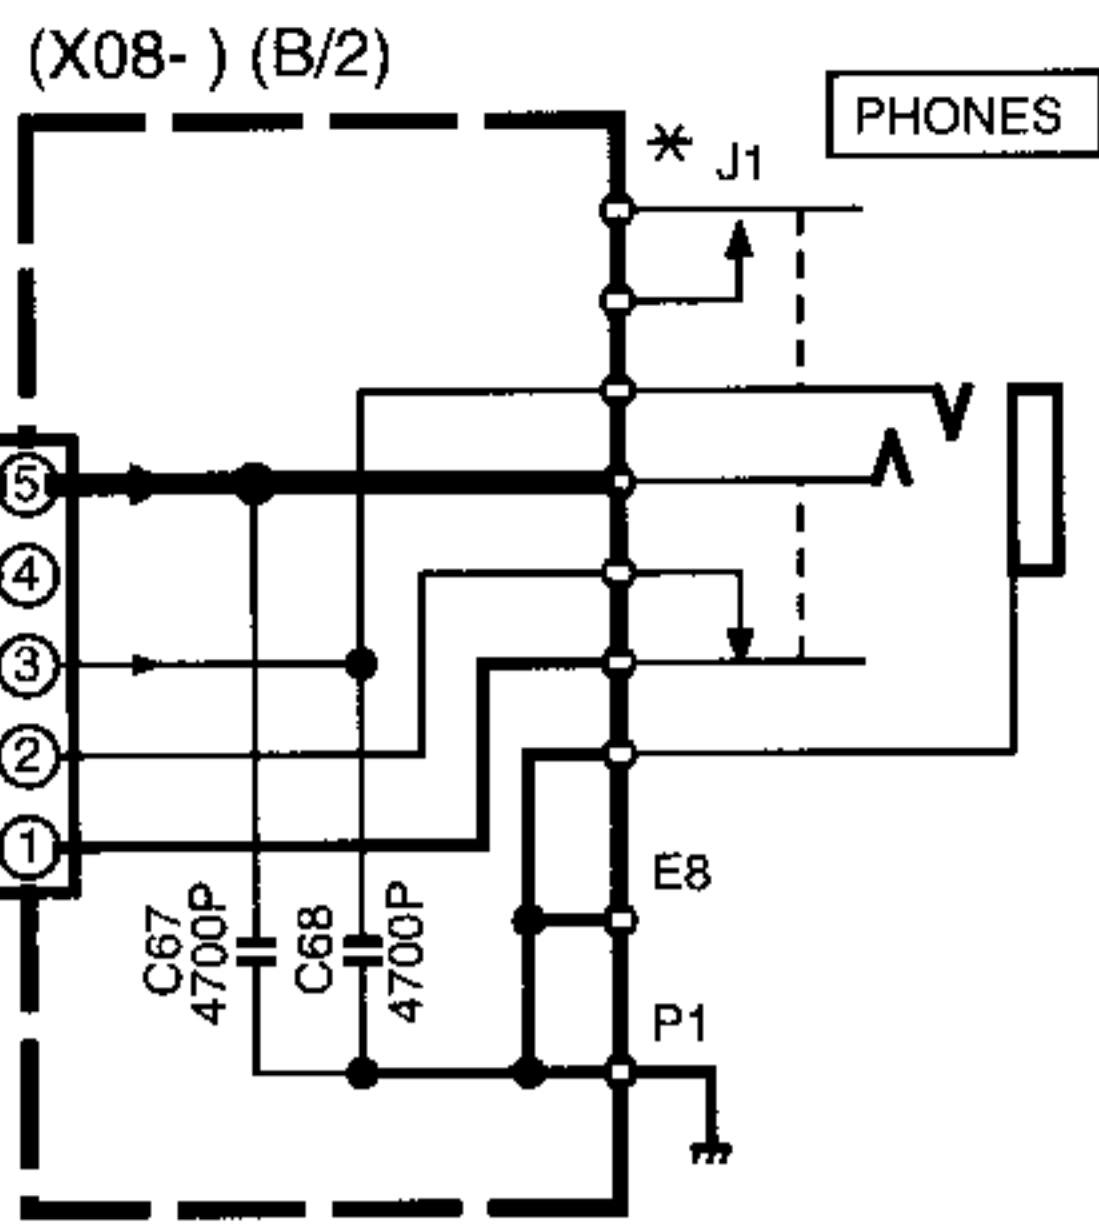 (X08- ) (B/2)
PHONES
* J1
5
4
3
2
1
E8
C67
4700P
C68
4700P
P1